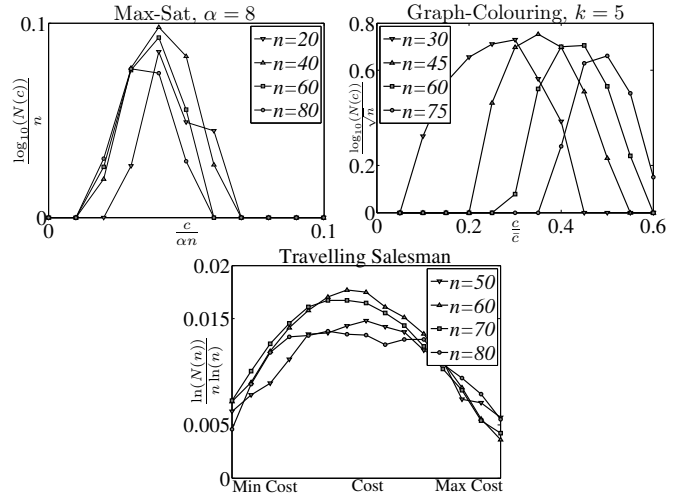 Max-Sat, α = 8
0.1
log10(N(c))
n
0
0
c
αn
0.1
n=20
n=40
n=60
n=80
Graph-Colouring, k = 5
0.8
0.6
0.4
0.2
0
log10(N(c))
√n
0
0.2
c
c̄
0.4
0.6
n=30
n=45
n=60
n=75
Travelling Salesman
0.02
0.015
0.005
0
ln(N(n))
n ln(n)
Min Cost
Cost
Max Cost
n=50
n=60
n=70
n=80